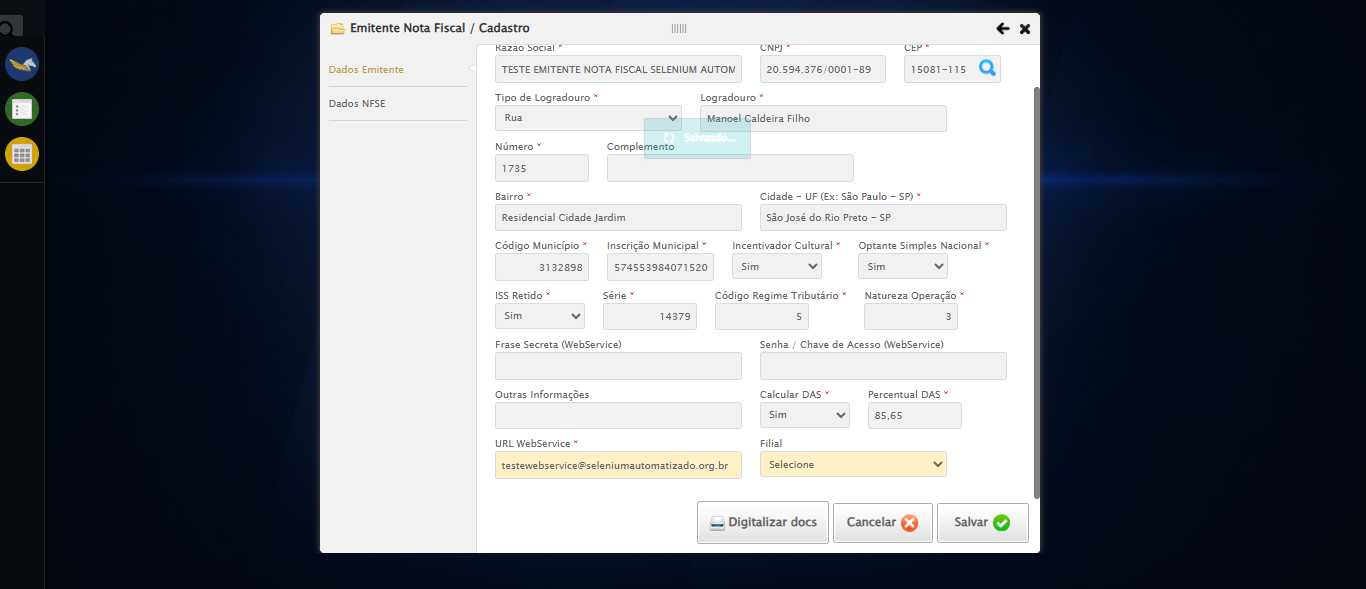 Emitente Nota Fiscal / Cadastro
Dados Emitente
Dados NFSE
Razão Social * CNPJ * CEP *
TESTE EMITENTE NOTA FISCAL SELENIUM AUTOM 20.594.376/0001-89 15081-115
Tipo de Logradouro * Logradouro *
Rua Manoel Caldeira Filho
Salvando...
Número * Complemento
1735
Bairro * Cidade - UF (Ex: São Paulo - SP) *
Residencial Cidade Jardim São José do Rio Preto - SP
Código Município * Inscrição Municipal * Incentivador Cultural * Optante Simples Nacional *
3132898 574553984071520 Sim Sim
ISS Retido * Série * Código Regime Tributário * Natureza Operação *
Sim 14379 5 3
Frase Secreta (WebService) Senha / Chave de Acesso (WebService)
Outras Informações Calcular DAS * Percentual DAS *
Sim 85,65
URL WebService * Filial
testewebservice@seleniumautomatizado.org.br Selecione
Digitalizar docs Cancelar Salvar